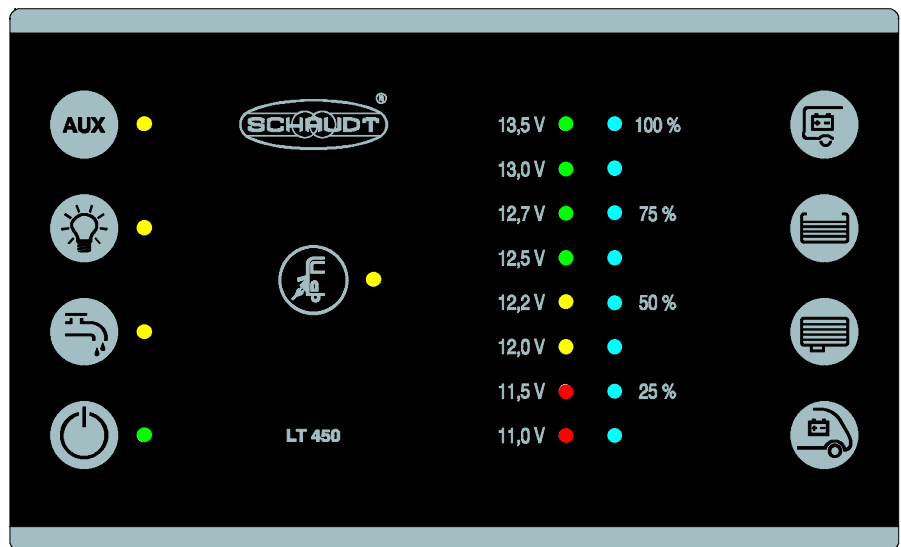 AUX
SCHAUDT ®
13,5 V 100 %
13,0 V
12,7 V 75 %
12,5 V
12,2 V 50 %
12,0 V
11,5 V 25 %
11,0 V
LT 450